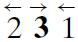 ← → ←
2 3 1